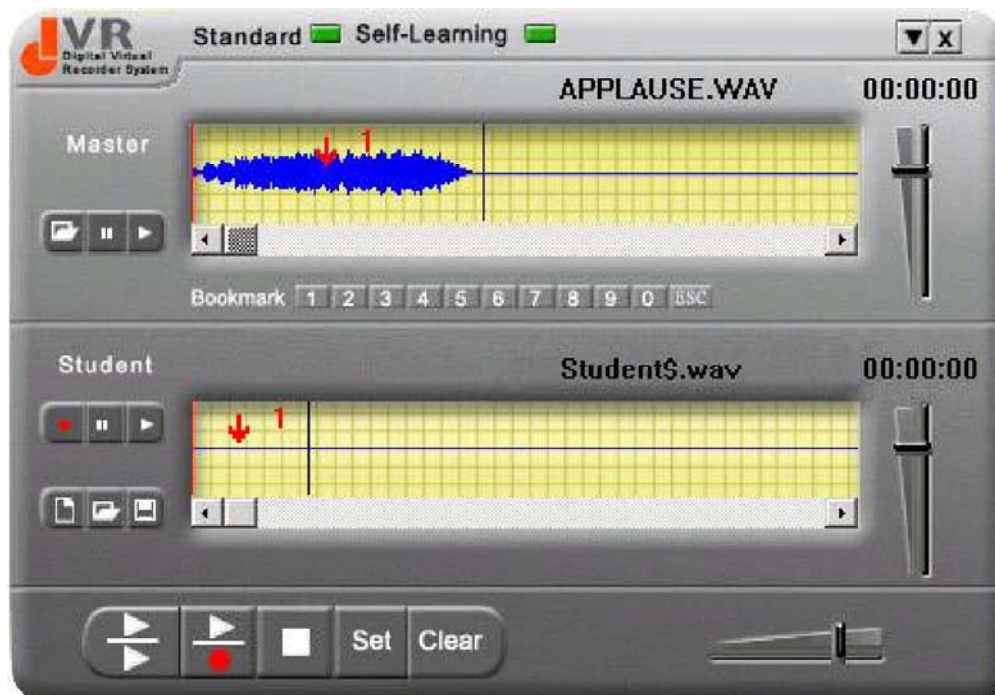 JVR
Digital Virtual
Recorder System
Standard Self-Learning
X
APPLAUSE.WAV 00:00:00
Master
1
Bookmark 1 2 3 4 5 6 7 8 9 0 ESC
Student
Student$.wav 00:00:00
1
Set Clear